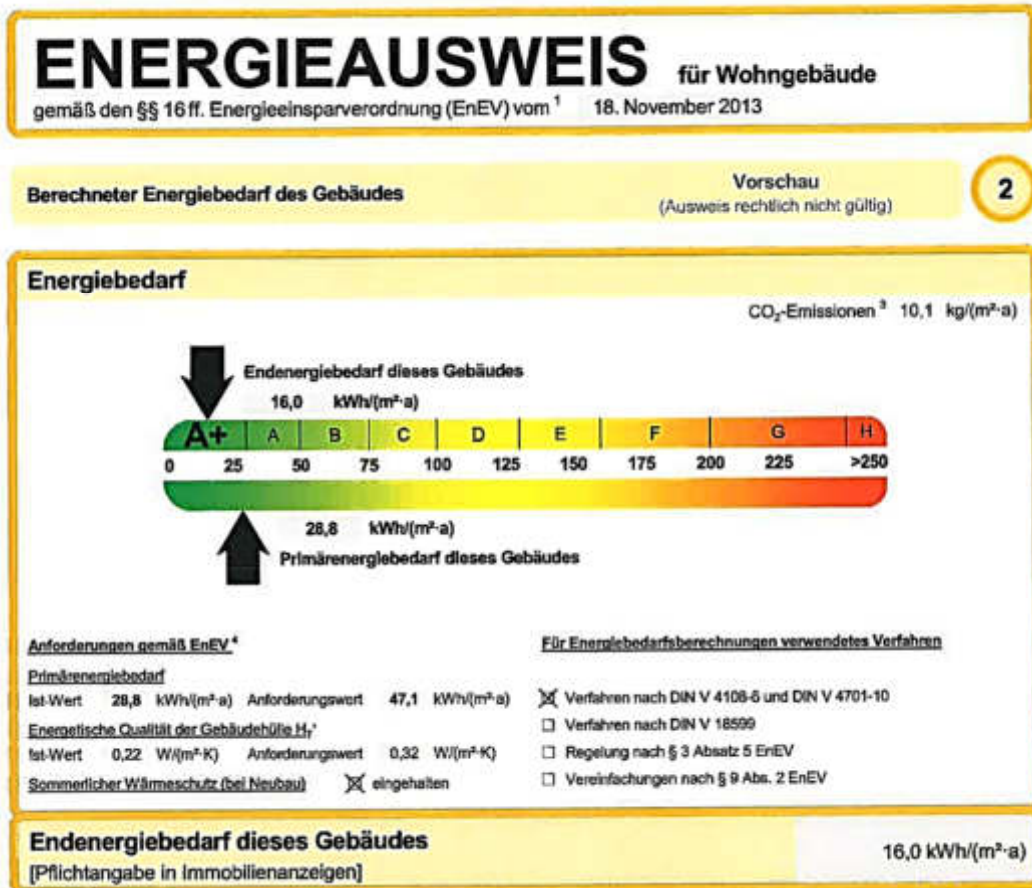 ENERGIEAUSWEIS für Wohngebäude
gemäß den §§ 16 ff. Energieeinsparverordnung (EnEV) vom ¹ 18. November 2013
Berechneter Energiebedarf des Gebäudes
Vorschau
(Ausweis rechtlich nicht gültig)
2
Energiebedarf
CO₂-Emissionen ³ 10,1 kg/(m²·a)
Endenergiebedarf dieses Gebäudes
16,0 kWh/(m²·a)
A+ A B C D E F G H
0 25 50 75 100 125 150 175 200 225 >250
28,8 kWh/(m²·a)
Primärenergiebedarf dieses Gebäudes
Anforderungen gemäß EnEV ⁴
Primärenergiebedarf
Ist-Wert 28,8 kWh/(m²·a) Anforderungswert 47,1 kWh/(m²·a)
Energetische Qualität der Gebäudehülle Hₜ'
Ist-Wert 0,22 W/(m²·K) Anforderungswert 0,32 W/(m²·K)
Sommerlicher Wärmeschutz (bei Neubau) ☒ eingehalten
Für Energiebedarfsberechnungen verwendetes Verfahren
☒ Verfahren nach DIN V 4108-6 und DIN V 4701-10
☐ Verfahren nach DIN V 18599
☐ Regelung nach § 3 Absatz 5 EnEV
☐ Vereinfachungen nach § 9 Abs. 2 EnEV
Endenergiebedarf dieses Gebäudes
[Pflichtangabe in Immobilienanzeigen]
16,0 kWh/(m²·a)